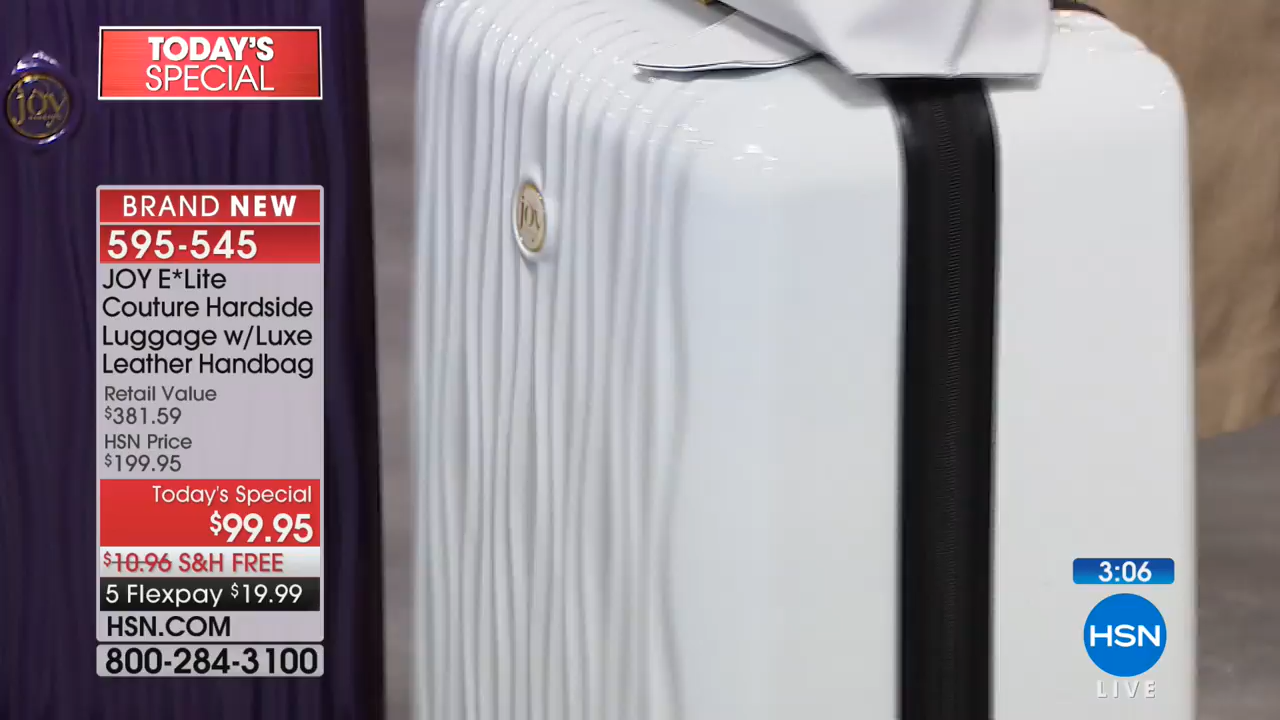 TODAY'S
SPECIAL
joy
BRAND NEW
595-545
JOY E*Lite
Couture Hardside
Luggage w/Luxe
Leather Handbag
Retail Value
$381.59
HSN Price
$199.95
Today's Special
$99.95
$10.96 S&H FREE
5 Flexpay $19.99
HSN.COM
800-284-3100
joy
3:06
HSN
LIVE